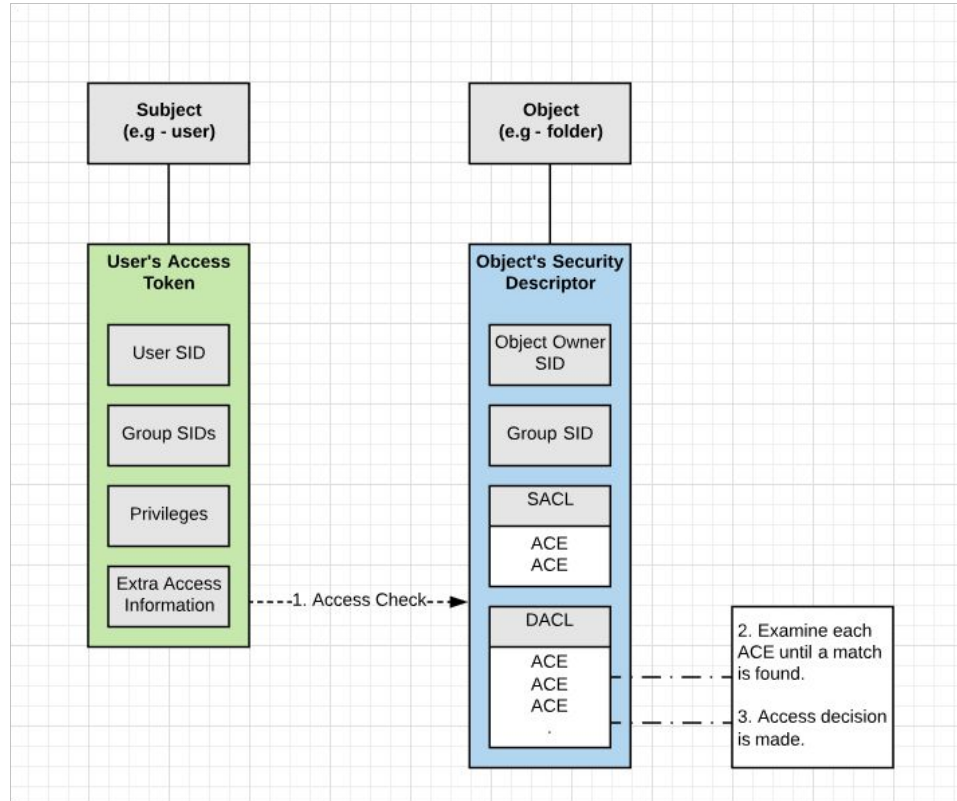 Subject
(e.g - user)
Object
(e.g - folder)
User's Access
Token
User SID
Group SIDs
Privileges
Extra Access
Information
1. Access Check
Object's Security
Descriptor
Object Owner
SID
Group SID
SACL
ACE
ACE
DACL
ACE
ACE
ACE
.
2. Examine each
ACE until a match
is found.
3. Access decision
is made.